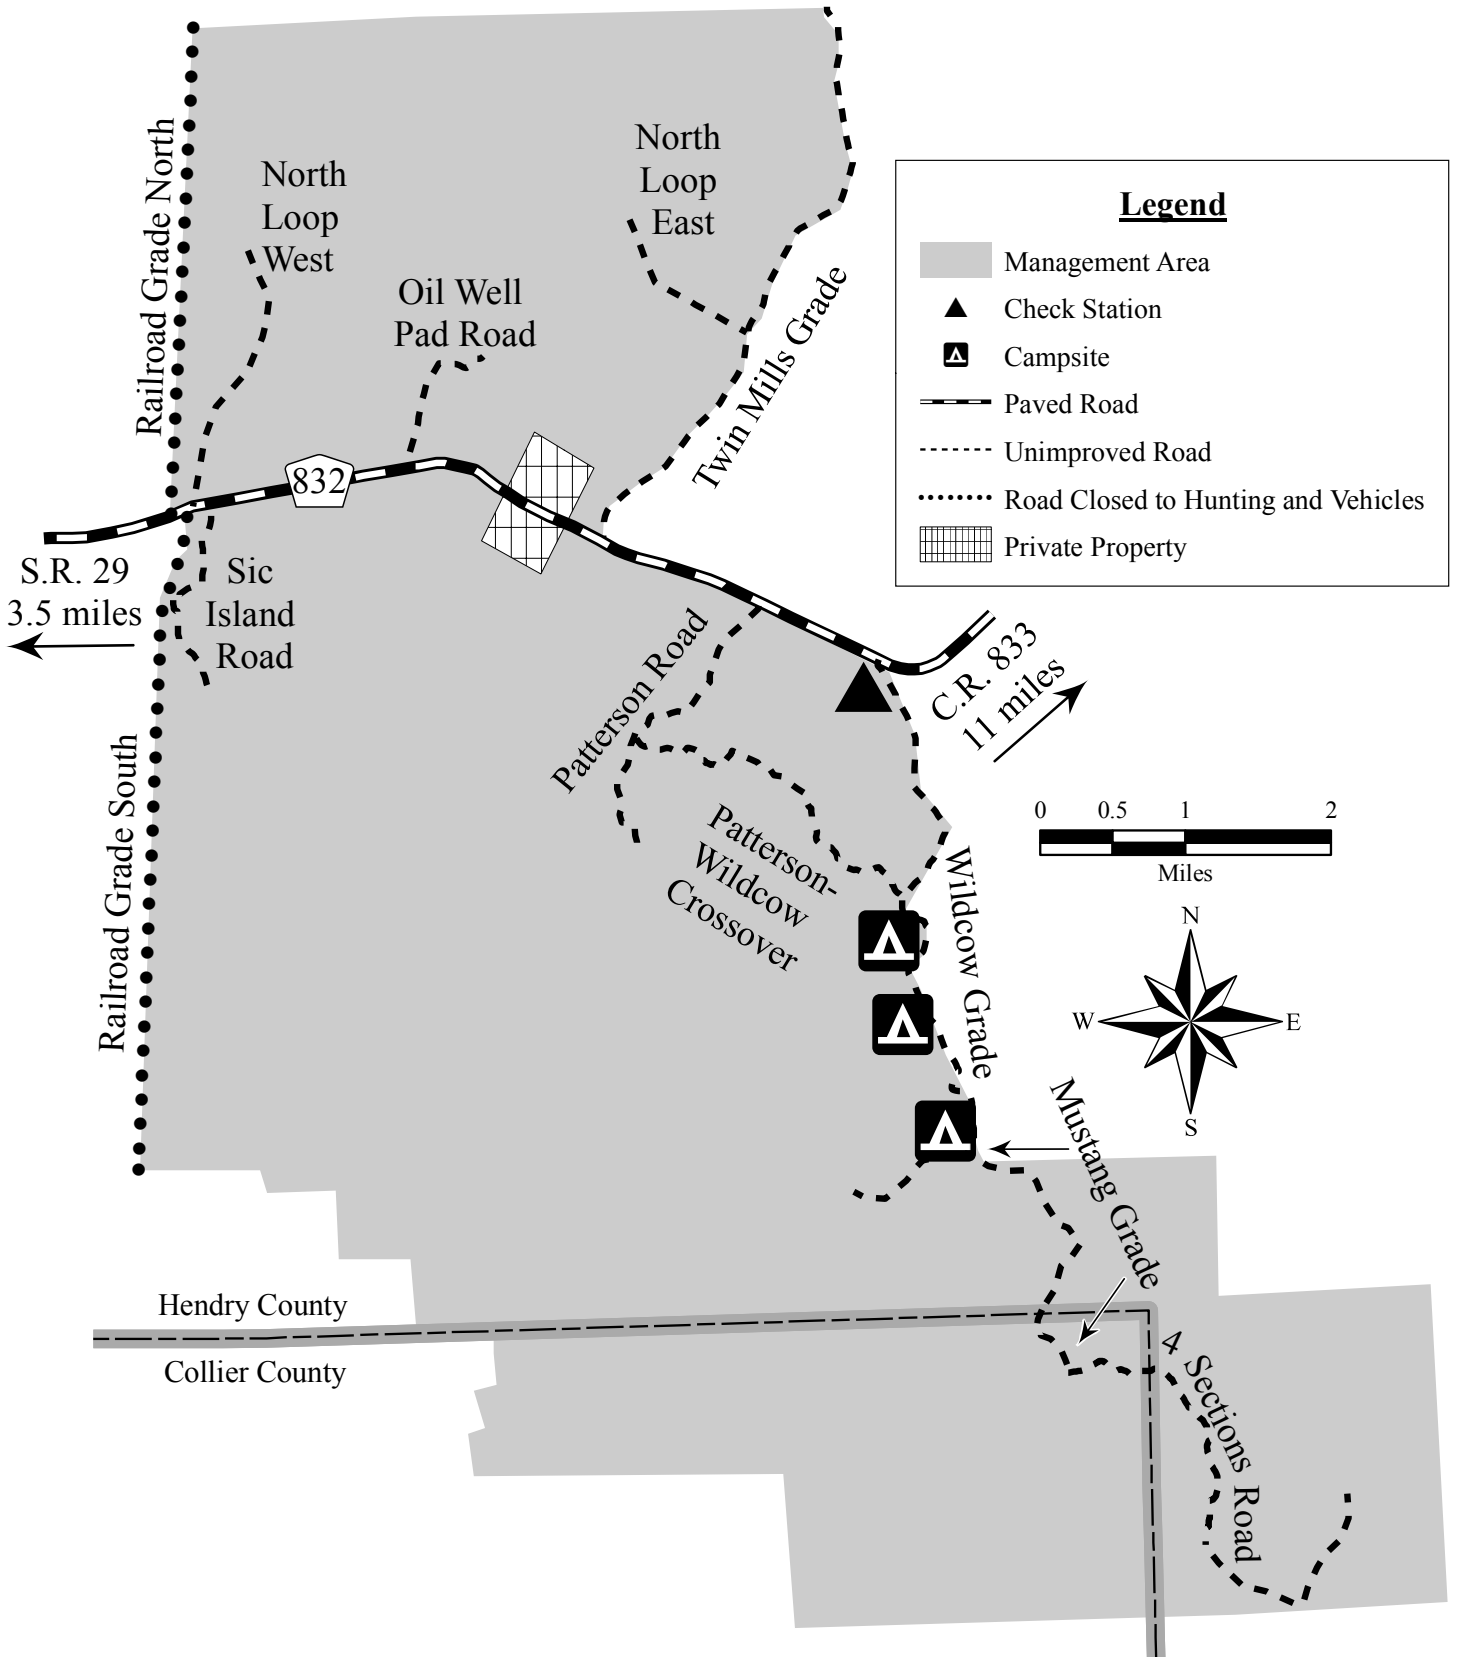 Railroad Grade North
North
Loop
West
North
Loop
East
Oil Well
Pad Road
Twin Mills Grade
Legend
Management Area
Check Station
Campsite
Paved Road
Unimproved Road
Road Closed to Hunting and Vehicles
Private Property
832
S.R. 29
3.5 miles
Sic
Island
Road
Patterson Road
C.R. 833
11 miles
Railroad Grade South
Patterson-
Wildcow
Crossover
Wildcow Grade
0 0.5 1 2
Miles
N
W E
S
Mustang Grade
Hendry County
Collier County
4 Sections Road